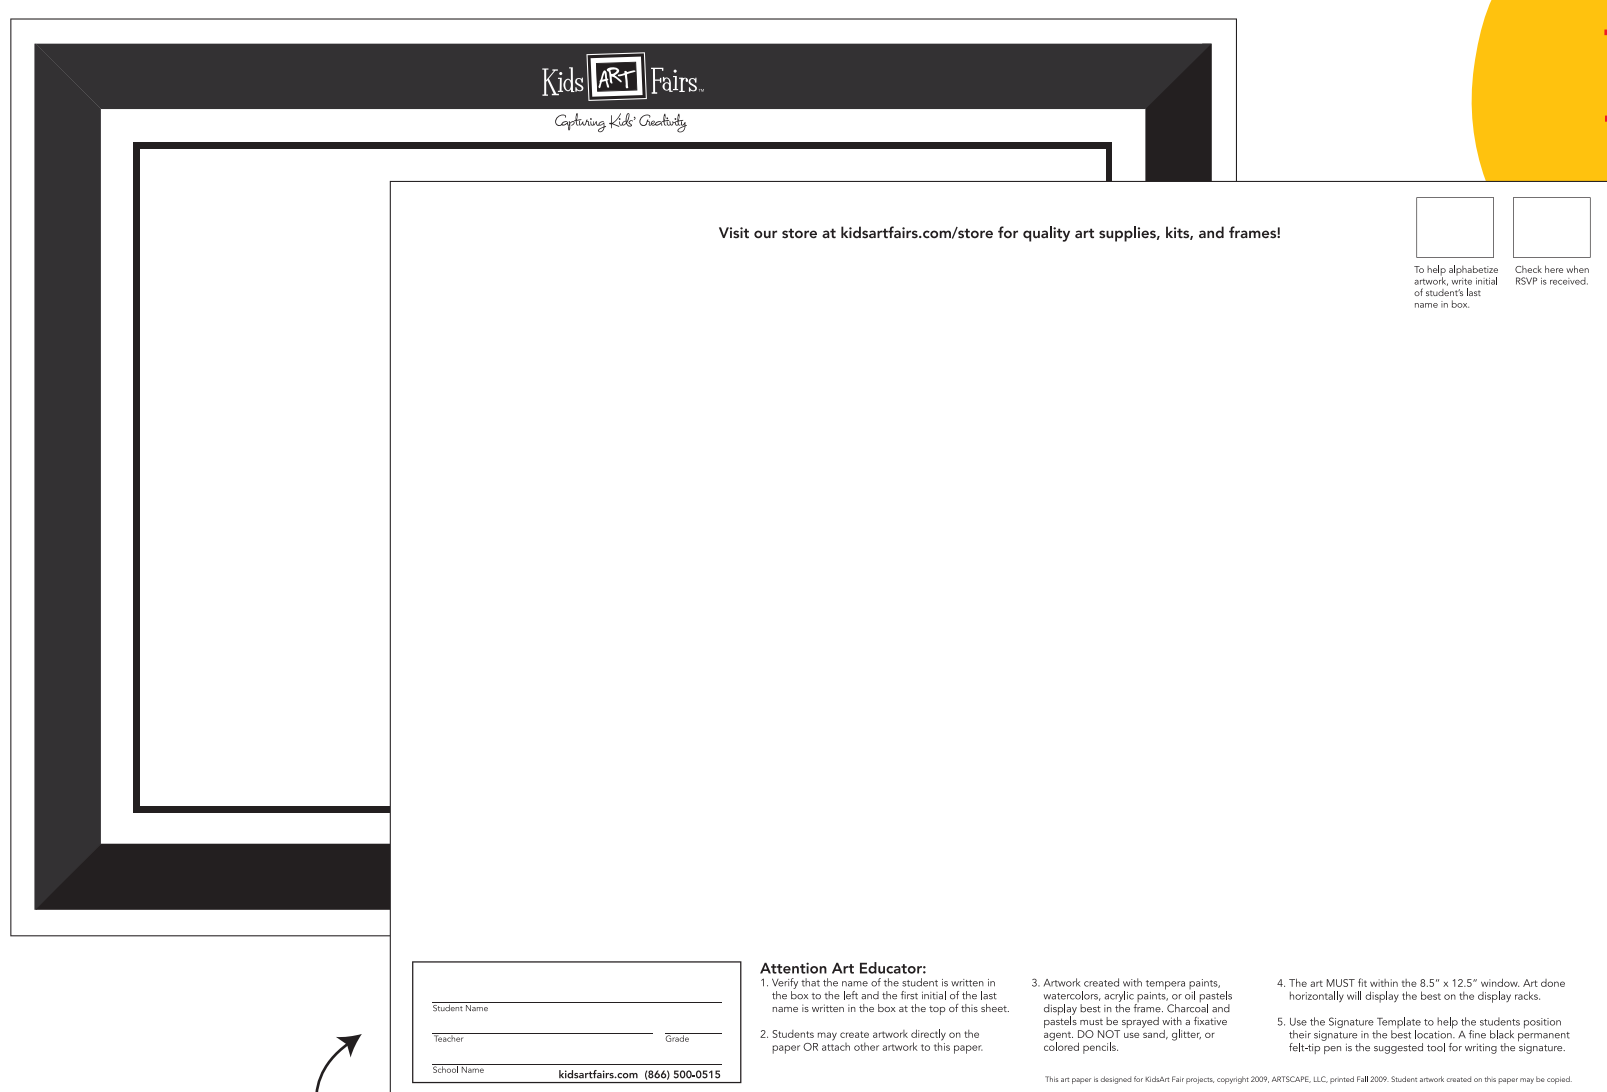 Kids ART Fairs™
Capturing Kids' Creativity
Visit our store at kidsartfairs.com/store for quality art supplies, kits, and frames!
To help alphabetize
artwork, write initial
of student's last
name in box.
Check here when
RSVP is received.
Student Name
Teacher
Grade
School Name
kidsartfairs.com (866) 500-0515
Attention Art Educator:
1. Verify that the name of the student is written in
the box to the left and the first initial of the last
name is written in the box at the top of this sheet.
2. Students may create artwork directly on the
paper OR attach other artwork to this paper.
3. Artwork created with tempera paints,
watercolors, acrylic paints, or oil pastels
display best in the frame. Charcoal and
pastels must be sprayed with a fixative
agent. DO NOT use sand, glitter, or
colored pencils.
4. The art MUST fit within the 8.5” x 12.5” window. Art done
horizontally will display the best on the display racks.
5. Use the Signature Template to help the students position
their signature in the best location. A fine black permanent
felt-tip pen is the suggested tool for writing the signature.
This art paper is designed for KidsArt Fair projects, copyright 2009, ARTSCAPE, LLC, printed Fall 2009. Student artwork created on this paper may be copied.